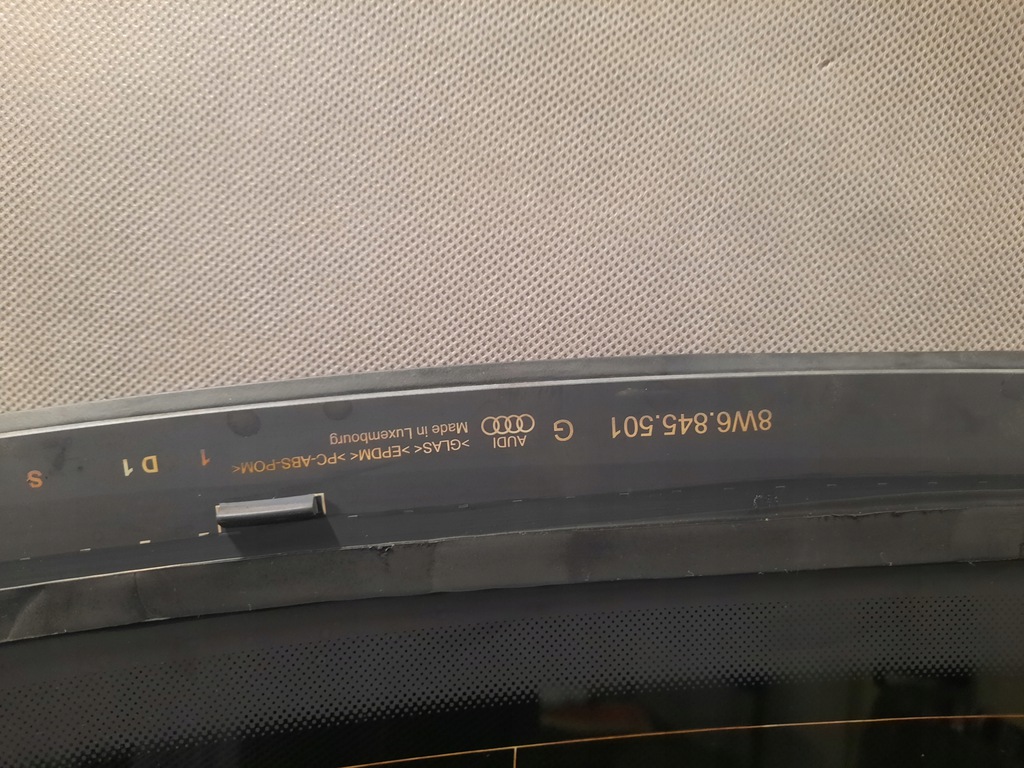 8W6.845.501 G AUDI
>GLAS< >EPDM< >PC-ABS-POM<
Made in Luxembourg
1 D1 S